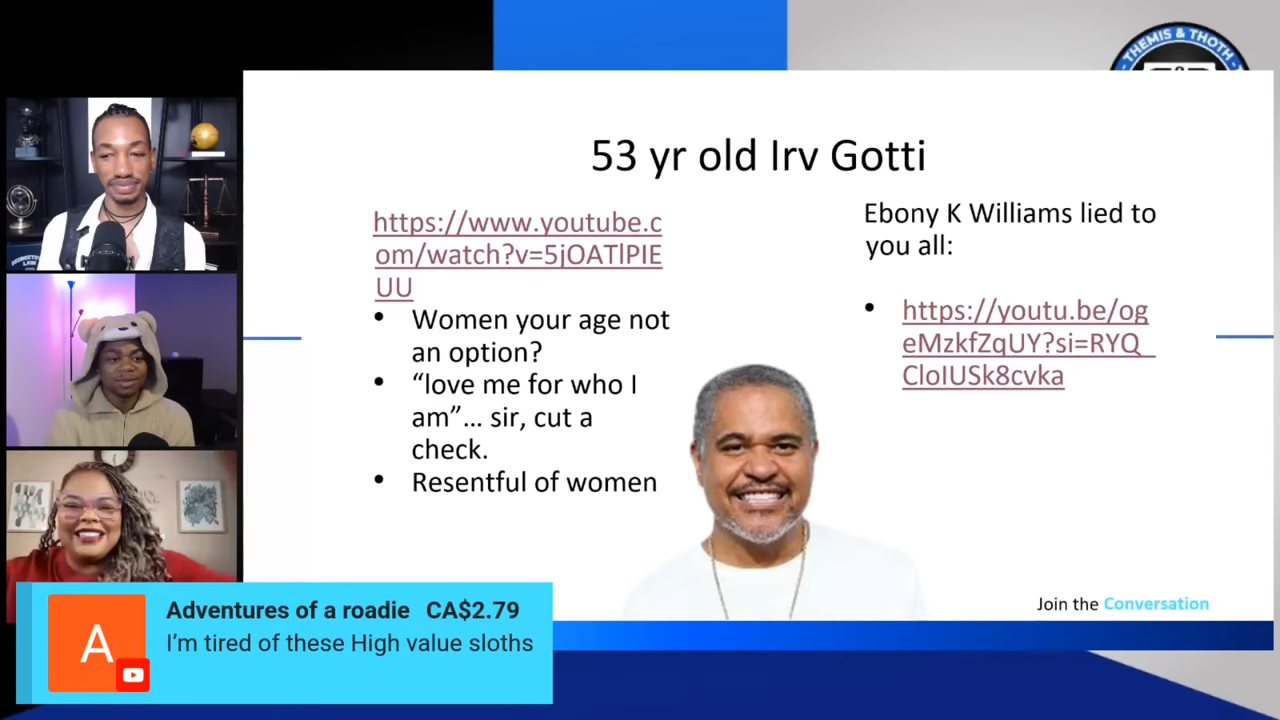 THEMIS & THOTH
53 yr old Irv Gotti
https://www.youtube.c
om/watch?v=5jOATlPIE
UU
• Women your age not
an option?
• “love me for who I
am”... sir, cut a
check.
• Resentful of women
Ebony K Williams lied to
you all:
• https://youtu.be/og
eMzkfZqUY?si=RYQ_
CloIUSk8cvka
Join the Conversation
A
Adventures of a roadie CA$2.79
I’m tired of these High value sloths